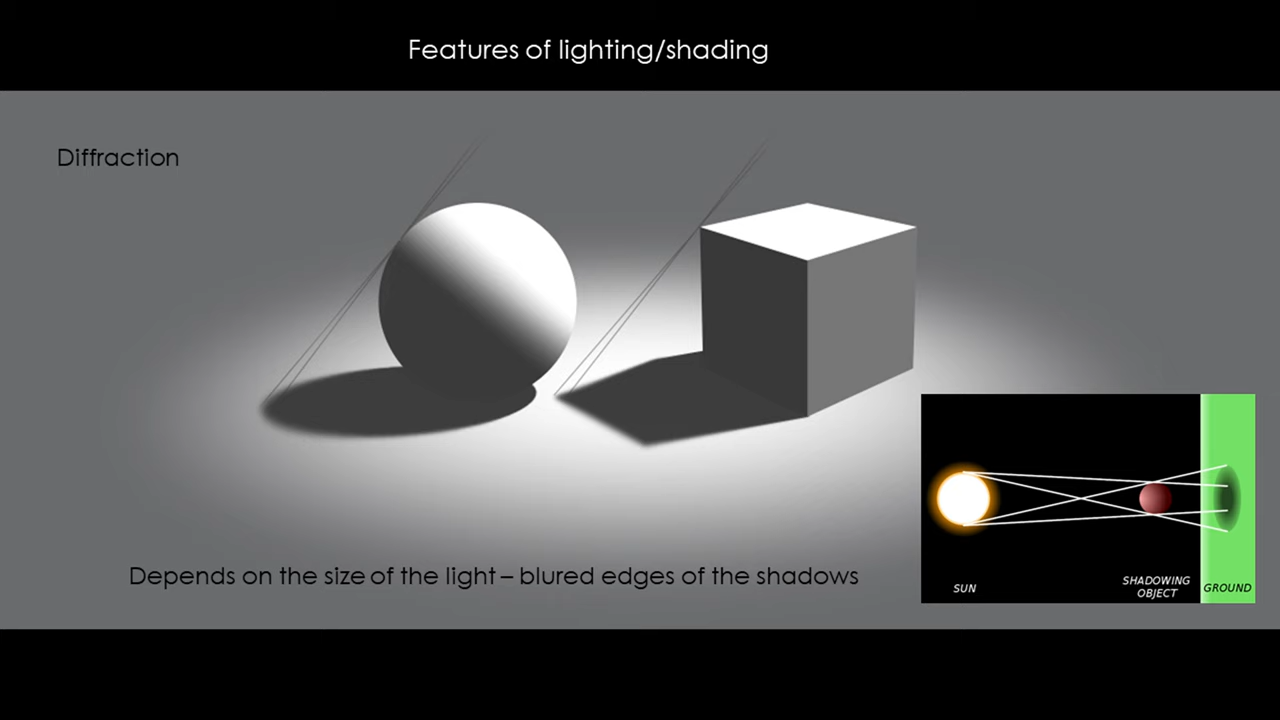 Features of lighting/shading
Diffraction
Depends on the size of the light – blured edges of the shadows
SUN
SHADOWING
OBJECT
GROUND